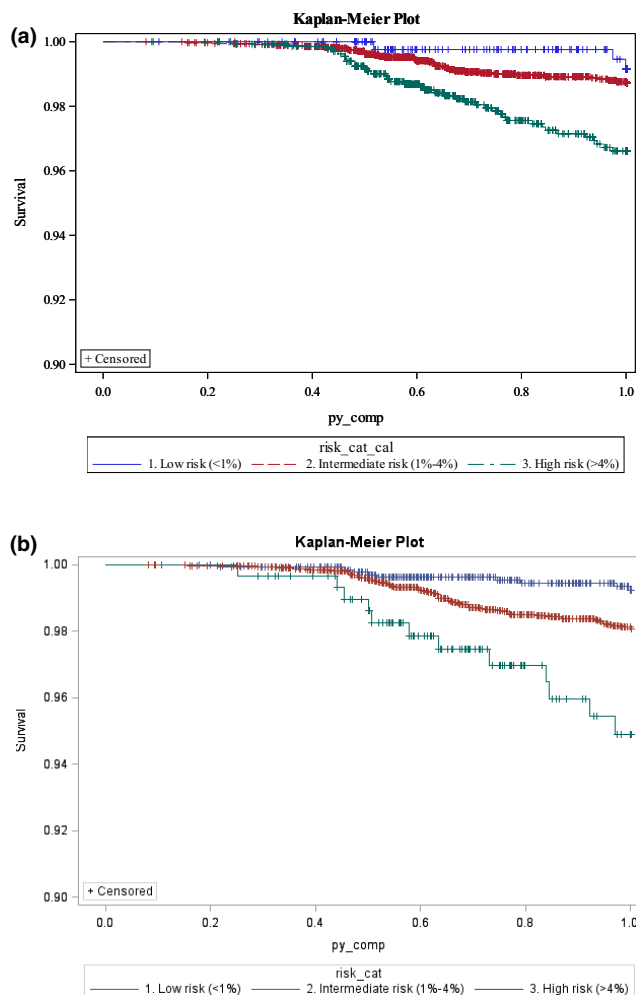 (a)
Kaplan-Meier Plot
1.00
0.98
0.96
0.94
0.92
0.90
Survival
+ Censored
0.0 0.2 0.4 0.6 0.8 1.0
py_comp
risk_cat_cal
1. Low risk (<1%) 2. Intermediate risk (1%-4%) 3. High risk (>4%)
(b)
Kaplan-Meier Plot
1.00
0.98
0.96
0.94
0.92
0.90
Survival
+ Censored
0.0 0.2 0.4 0.6 0.8 1.0
py_comp
risk_cat
1. Low risk (<1%) 2. Intermediate risk (1%-4%) 3. High risk (>4%)